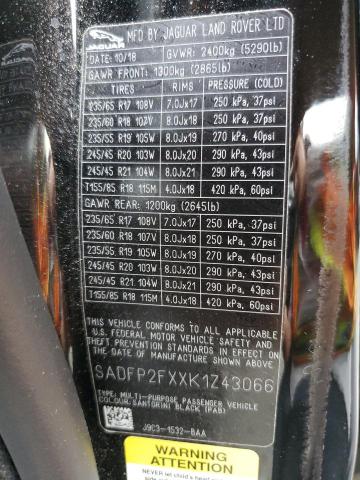 JAGUAR
MFD BY JAGUAR LAND ROVER LTD
DATE: 10/18 GVWR: 2400kg (5290lb)
GAWR FRONT: 1300kg (2865lb)
TIRES RIMS PRESSURE (COLD)
235/65 R17 108V 7.0Jx17 250 kPa, 37psi
235/60 R18 107V 8.0Jx18 250 kPa, 37psi
235/55 R19 105W 8.0Jx19 270 kPa, 40psi
245/45 R20 103W 8.0Jx20 290 kPa, 43psi
245/45 R21 104W 8.0Jx21 290 kPa, 43psi
T155/85 R18 115M 4.0Jx18 420 kPa, 60psi
GAWR REAR: 1200kg (2645lb)
235/65 R17 108V 7.0Jx17 250 kPa, 37psi
235/60 R18 107V 8.0Jx18 250 kPa, 37psi
235/55 R19 105W 8.0Jx19 270 kPa, 40psi
245/45 R20 103W 8.0Jx20 290 kPa, 43psi
245/45 R21 104W 8.0Jx21 290 kPa, 43psi
T155/85 R18 115M 4.0Jx18 420 kPa, 60psi
THIS VEHICLE CONFORMS TO ALL APPLICABLE
U.S. FEDERAL MOTOR VEHICLE SAFETY AND
THEFT PREVENTION STANDARDS IN EFFECT ON
THE DATE OF MANUFACTURE SHOWN ABOVE.
SADFP2FXXK1Z43066
TYPE: MULTI-PURPOSE PASSENGER VEHICLE
COLOUR: SANTORINI BLACK (PAB)
J9C3-1532-BAA
WARNING
NEVER use a rear
child seat